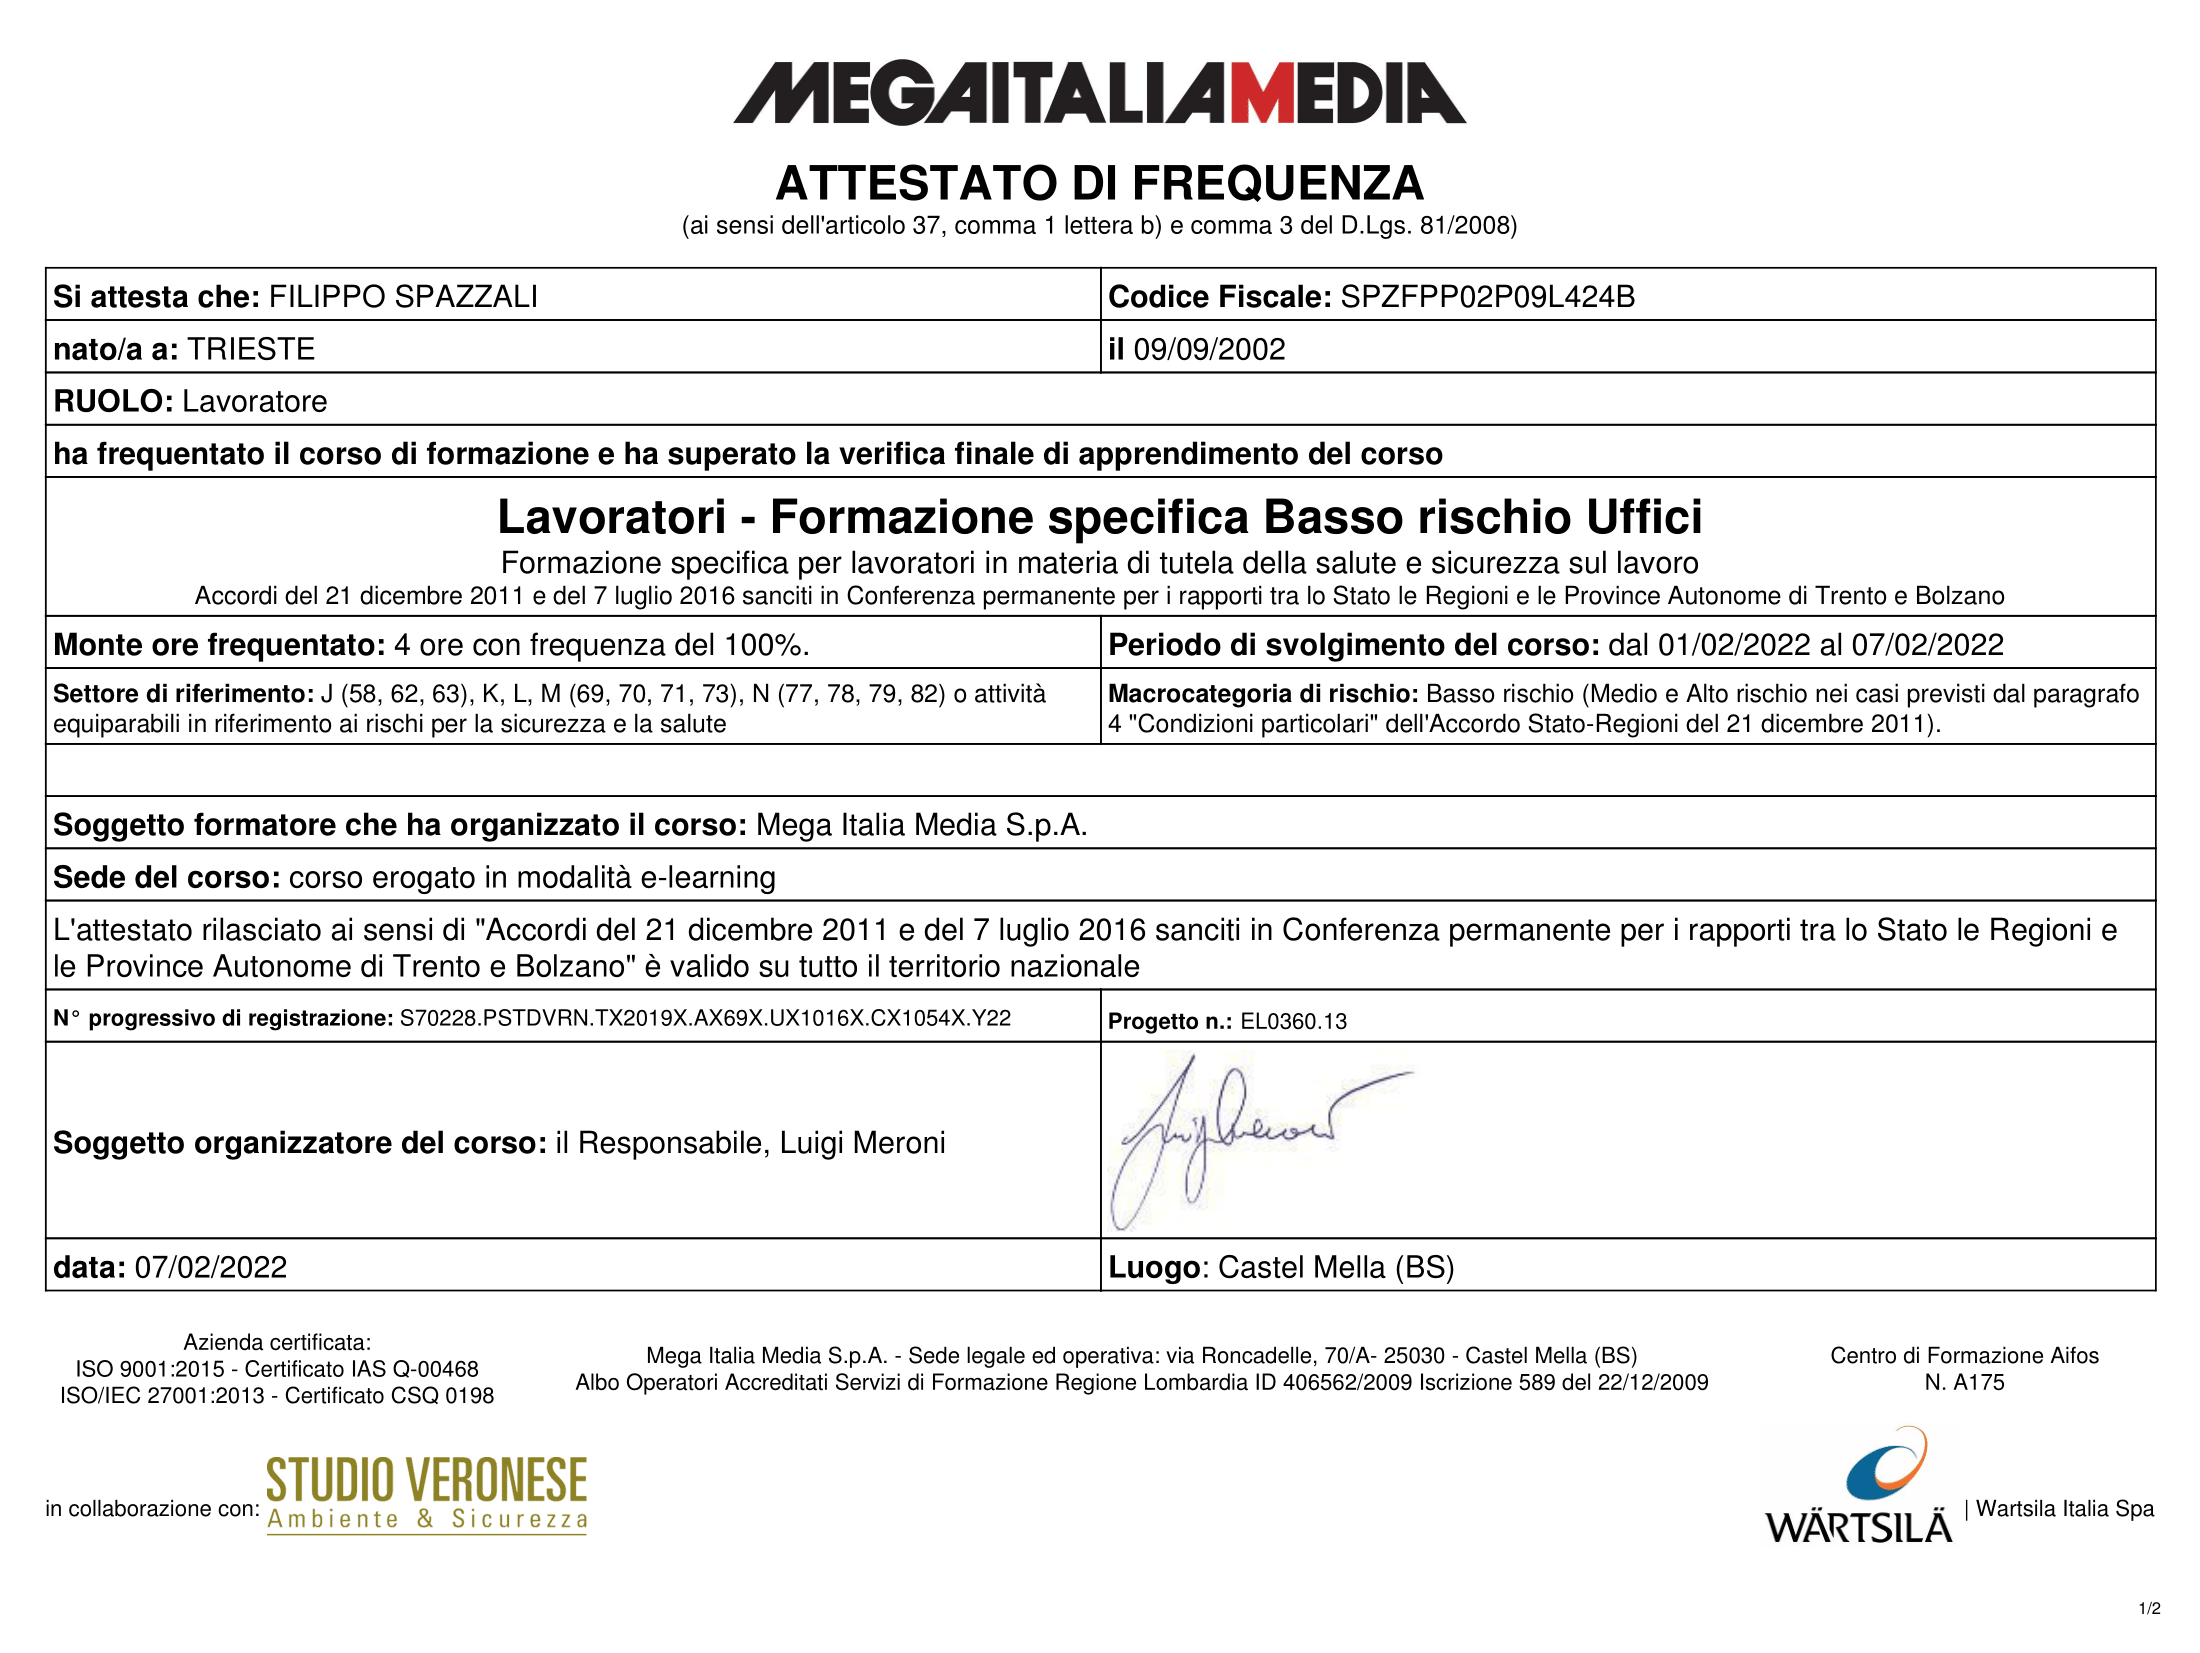 MEGAITALIAMEDIA
ATTESTATO DI FREQUENZA
(ai sensi dell'articolo 37, comma 1 lettera b) e comma 3 del D.Lgs. 81/2008)
Si attesta che: FILIPPO SPAZZALI
Codice Fiscale: SPZFPP02P09L424B
nato/a a: TRIESTE
il 09/09/2002
RUOLO: Lavoratore
ha frequentato il corso di formazione e ha superato la verifica finale di apprendimento del corso
Lavoratori - Formazione specifica Basso rischio Uffici
Formazione specifica per lavoratori in materia di tutela della salute e sicurezza sul lavoro
Accordi del 21 dicembre 2011 e del 7 luglio 2016 sanciti in Conferenza permanente per i rapporti tra lo Stato le Regioni e le Province Autonome di Trento e Bolzano
Monte ore frequentato: 4 ore con frequenza del 100%.
Periodo di svolgimento del corso: dal 01/02/2022 al 07/02/2022
Settore di riferimento: J (58, 62, 63), K, L, M (69, 70, 71, 73), N (77, 78, 79, 82) o attività
equiparabili in riferimento ai rischi per la sicurezza e la salute
Macrocategoria di rischio: Basso rischio (Medio e Alto rischio nei casi previsti dal paragrafo
4 "Condizioni particolari" dell'Accordo Stato-Regioni del 21 dicembre 2011).
Soggetto formatore che ha organizzato il corso: Mega Italia Media S.p.A.
Sede del corso: corso erogato in modalità e-learning
L'attestato rilasciato ai sensi di "Accordi del 21 dicembre 2011 e del 7 luglio 2016 sanciti in Conferenza permanente per i rapporti tra lo Stato le Regioni e
le Province Autonome di Trento e Bolzano" è valido su tutto il territorio nazionale
N° progressivo di registrazione: S70228.PSTDVRN.TX2019X.AX69X.UX1016X.CX1054X.Y22
Progetto n.: EL0360.13
Soggetto organizzatore del corso: il Responsabile, Luigi Meroni
data: 07/02/2022
Luogo: Castel Mella (BS)
Azienda certificata:
ISO 9001:2015 - Certificato IAS Q-00468
ISO/IEC 27001:2013 - Certificato CSQ 0198
Mega Italia Media S.p.A. - Sede legale ed operativa: via Roncadelle, 70/A- 25030 - Castel Mella (BS)
Albo Operatori Accreditati Servizi di Formazione Regione Lombardia ID 406562/2009 Iscrizione 589 del 22/12/2009
Centro di Formazione Aifos
N. A175
in collaborazione con:
STUDIO VERONESE
Ambiente & Sicurezza
WÄRTSILÄ
| Wartsila Italia Spa
1/2